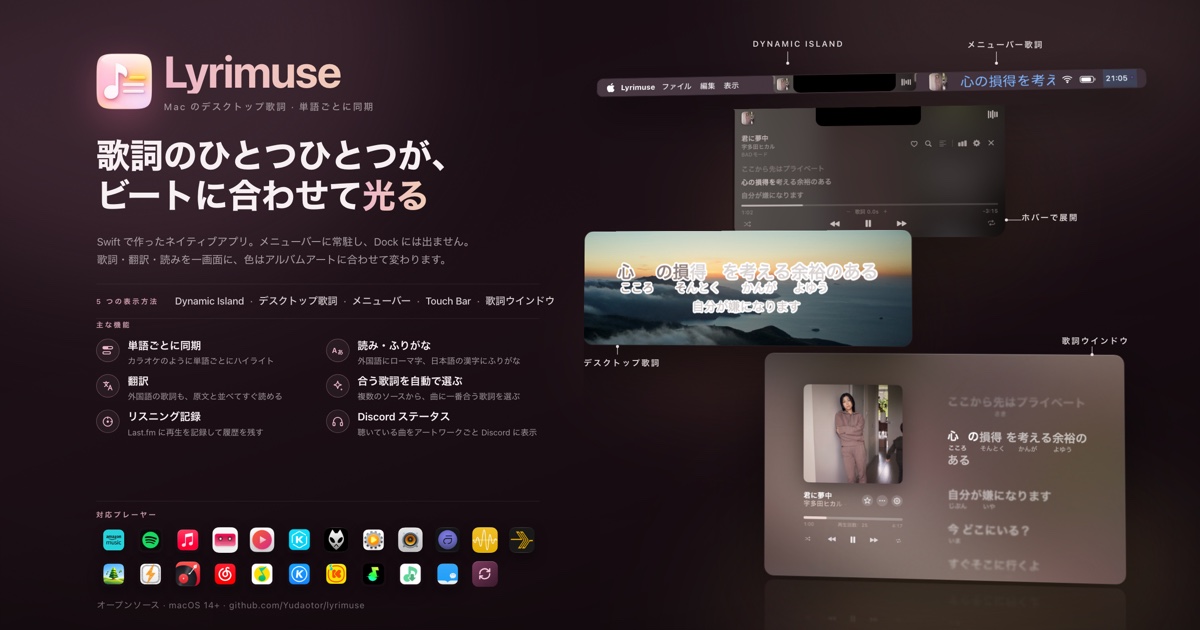 Lyrimuse
Mac のデスクトップ歌詞 · 単語ごとに同期
歌詞のひとつひとつが、
ビートに合わせて光る
Swift で作ったネイティブアプリ。メニューバーに常駐し、Dock には出ません。
歌詞・翻訳・読みを一画面に、色はアルバムアートに合わせて変わります。
5 つの表示方法 Dynamic Island · デスクトップ歌詞 · メニューバー · Touch Bar · 歌詞ウインドウ
主な機能
単語ごとに同期
カラオケのように単語ごとにハイライト
読み・ふりがな
外国語にローマ字、日本語の漢字にふりがな
翻訳
外国語の歌詞も、原文と並べてすぐ読める
合う歌詞を自動で選ぶ
複数のソースから、曲に一番合う歌詞を選ぶ
リスニング記録
Last.fm に再生を記録して履歴を残す
Discord ステータス
聴いている曲をアートワークごと Discord に表示
対応プレーヤー
amazon music
オープンソース · macOS 14+ · github.com/Yudaotor/lyrimuse
DYNAMIC ISLAND
メニューバー歌詞
Lyrimuse ファイル 編集 表示
心の損得を考え
21:05
君に夢中
宇多田ヒカル
ここから先はプライベート
心の損得を考える余裕のある
自分が嫌になります
ホバーで展開
心 の損得 を考える余裕のある
こころ そんとく かんが よゆう
自分が嫌になります
デスクトップ歌詞
歌詞ウインドウ
君に夢中
宇多田ヒカル
ここから先はプライベート
さき
心 の損得 を考える余裕の
こころ そんとく かんが よゆう
ある
自分が嫌になります
じぶん いや
今 どこにいる？
いま
すぐそこに行くよ